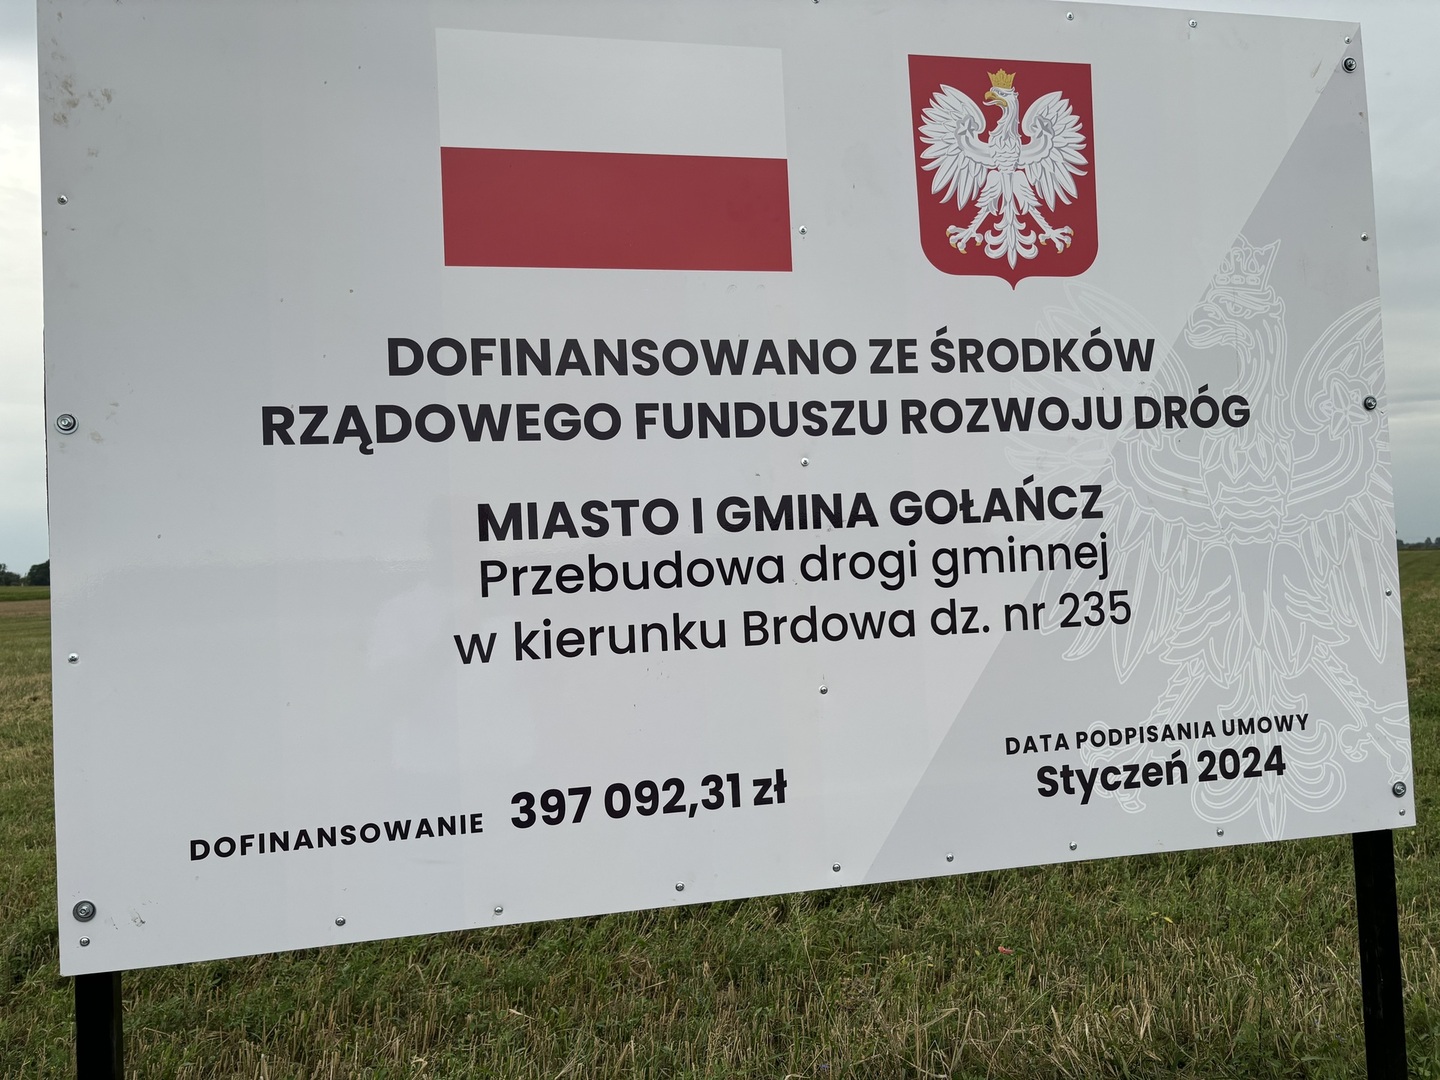 DOFINANSOWANO ZE ŚRODKÓW
RZĄDOWEGO FUNDUSZU ROZWOJU DRÓG
MIASTO I GMINA GOŁAŃCZ
Przebudowa drogi gminnej
w kierunku Brdowa dz. nr 235
DOFINANSOWANIE 397 092,31 zł
DATA PODPISANIA UMOWY
Styczeń 2024